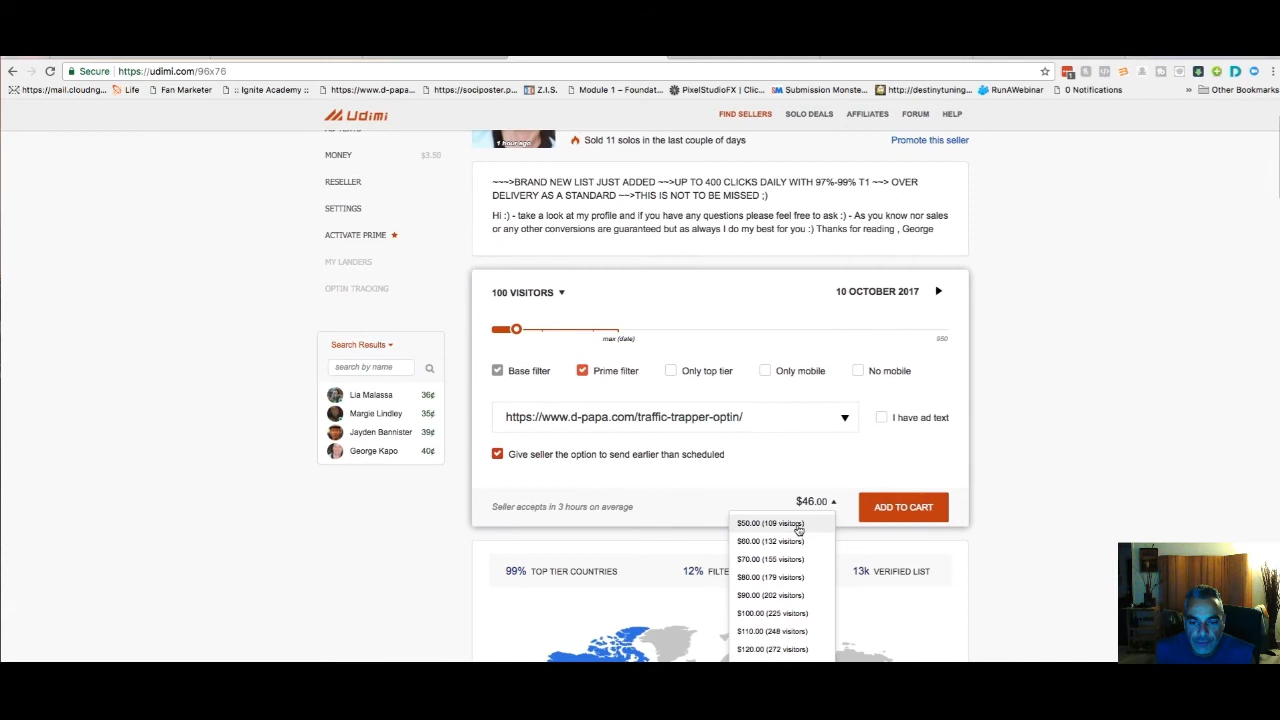 Secure
https://udimi.com/96x76
https://mail.cloudng...
Life
Fan Marketer
:: Ignite Academy ::
https://www.d-papa...
https://sociposter.p...
Z.I.S.
Module 1 – Foundat...
PixelStudioFX | Clic...
Submission Monste...
http://destinytuning...
RunAWebinar
0 Notifications
»
Other Bookmarks
Udimi
FIND SELLERS
SOLO DEALS
AFFILIATES
FORUM
HELP
MONEY
$3.50
RESELLER
SETTINGS
ACTIVATE PRIME
MY LANDERS
OPTIN TRACKING
Search Results
search by name
Lia Malassa 36¢
Margie Lindley 35¢
Jayden Bannister 39¢
George Kapo 40¢
1 hour ago
Sold 11 solos in the last couple of days
Promote this seller
~~~>BRAND NEW LIST JUST ADDED ~~>UP TO 400 CLICKS DAILY WITH 97%-99% T1 ~~> OVER
DELIVERY AS A STANDARD ~~>THIS IS NOT TO BE MISSED ;)
Hi :) - take a look at my profile and if you have any questions please feel free to ask :) - As you know nor sales
or any other conversions are guaranteed but as always I do my best for you :) Thanks for reading , George
100 VISITORS
10 OCTOBER 2017
max (date)
950
Base filter
Prime filter
Only top tier
Only mobile
No mobile
https://www.d-papa.com/traffic-trapper-optin/
I have ad text
Give seller the option to send earlier than scheduled
Seller accepts in 3 hours on average
$46.00
ADD TO CART
$50.00 (109 visitors)
$60.00 (132 visitors)
$70.00 (155 visitors)
$80.00 (179 visitors)
$90.00 (202 visitors)
$100.00 (225 visitors)
$110.00 (248 visitors)
$120.00 (272 visitors)
99% TOP TIER COUNTRIES
12% FILTE
13k VERIFIED LIST